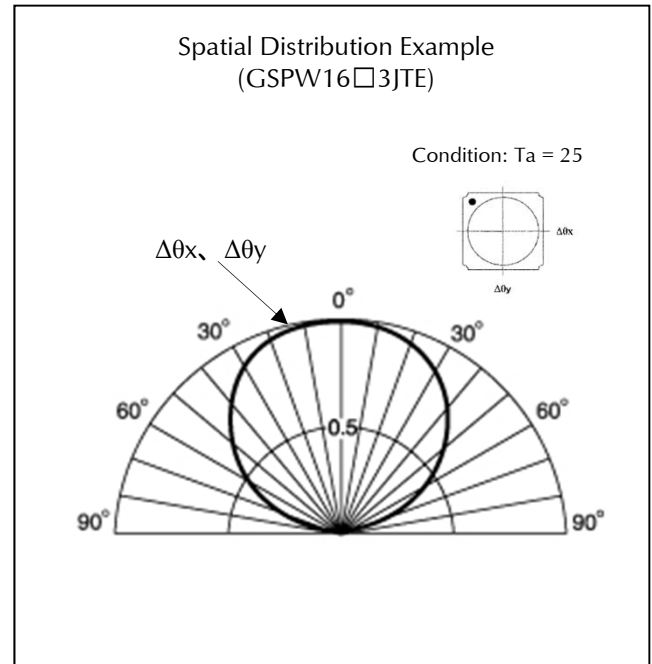 Spatial Distribution Example
(GSPW16□3JTE)
Condition: Ta = 25
Δθx
Δθy
Δθx、Δθy
0°
30°
30°
60°
60°
0.5
90°
90°